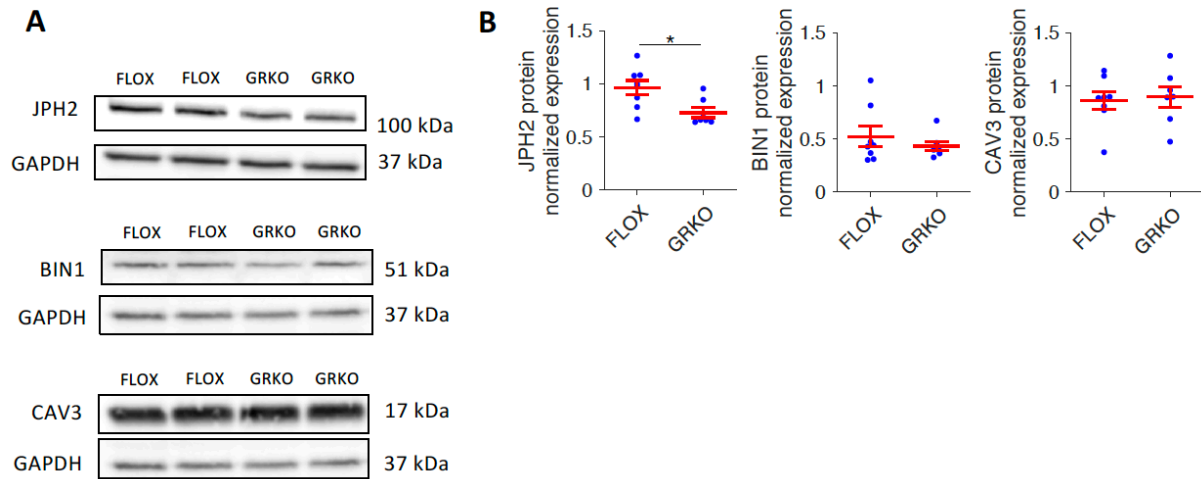 A
FLOX FLOX GRKO GRKO
JPH2
100 kDa
GAPDH
37 kDa
FLOX FLOX GRKO GRKO
BIN1
51 kDa
GAPDH
37 kDa
FLOX FLOX GRKO GRKO
CAV3
17 kDa
GAPDH
37 kDa
B
JPH2 protein
normalized expression
1.5
1
0.5
0
*
FLOX
GRKO
BIN1 protein
normalized expression
1.5
1
0.5
0
FLOX
GRKO
CAV3 protein
normalized expression
1.5
1
0.5
0
FLOX
GRKO